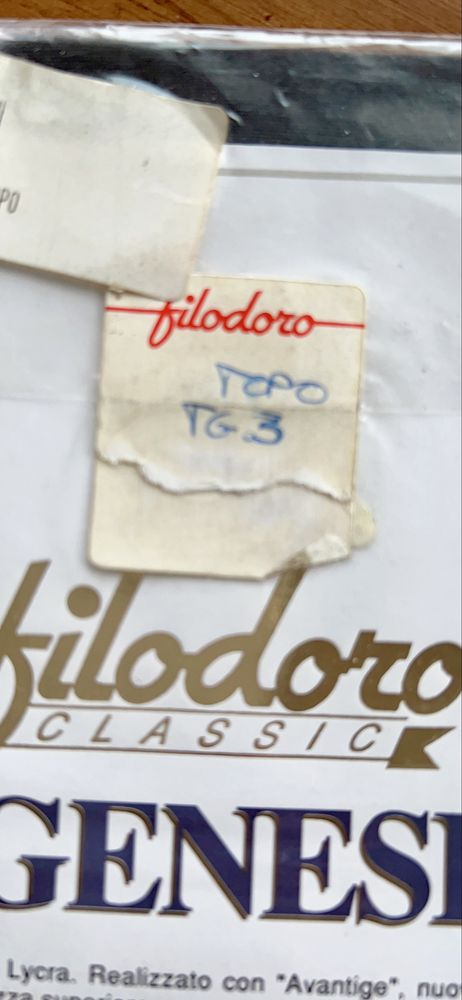 PO
filodoro
TOPO
TG.3
filodoro
CLASSIC
GENESI
Lycra. Realizzato con "Avantige", nuo